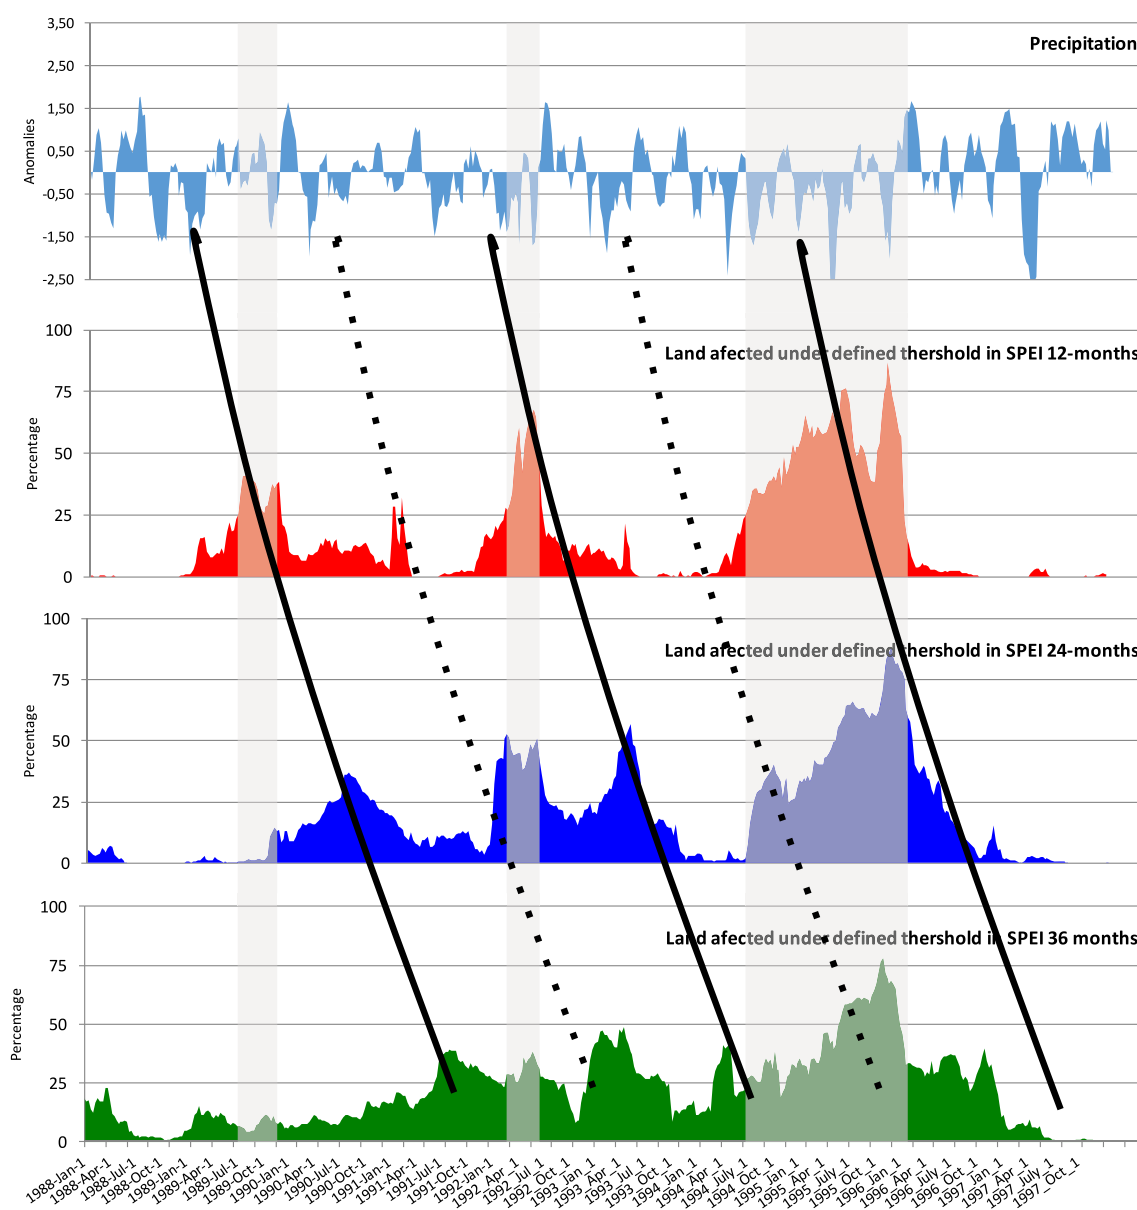 3,50
Precipitation
2,50
1,50
0,50
-0,50
-1,50
-2,50
Anomalies
100
Land afected under defined thershold in SPEI 12-months
75
50
25
0
Percentage
100
Land afected under defined thershold in SPEI 24-months
75
50
25
0
Percentage
100
Land afected under defined thershold in SPEI 36 months
75
50
25
0
Percentage
1988-Jan-1
1988-Apr-1
1988-Jul-1
1988-Oct-1
1989-Jan-1
1989-Apr-1
1989-Jul-1
1989-Oct-1
1990-Jan-1
1990-Apr-1
1990-Jul-1
1990-Oct-1
1991-Jan-1
1991-Apr-1
1991-Jul-1
1991-Oct-1
1992_Jan_1
1992_Apr_1
1992_Jul_1
1992_Oct_1
1993_Jan_1
1993_Apr_1
1993_Jul_1
1993_Oct_1
1994_Jan_1
1994_Apr_1
1994_July_1
1994_Oct_1
1995_Jan_1
1995_Apr_1
1995_July_1
1995_Oct_1
1996_Jan_1
1996_Apr_1
1996_July_1
1996_Oct_1
1997_Jan_1
1997_Apr_1
1997_July_1
1997_Oct_1